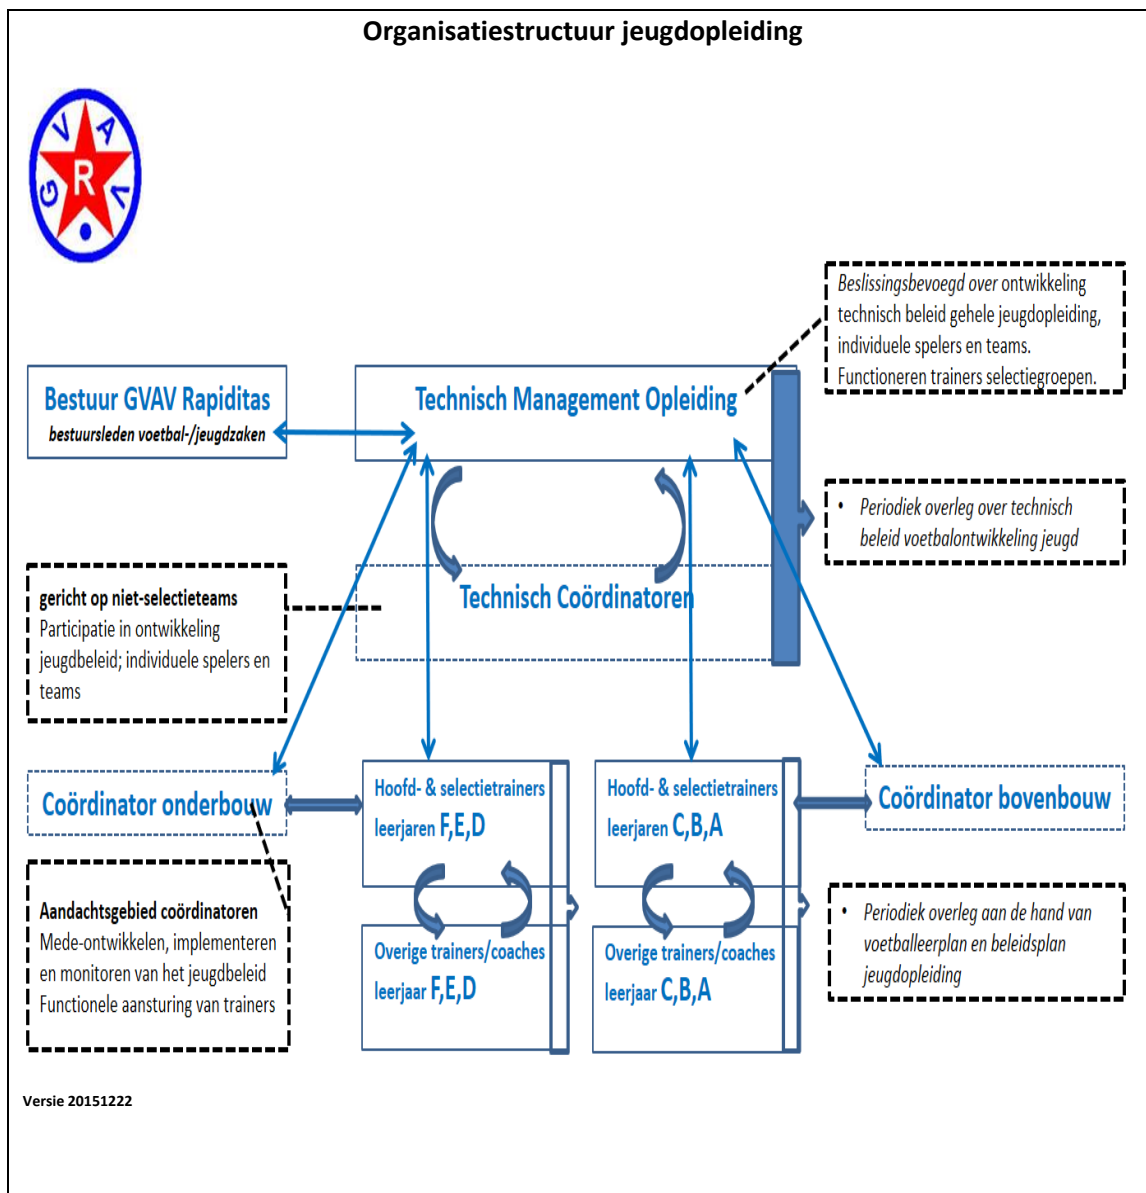 Organisatiestructuur jeugdopleiding
G V A V
R
Beslissingsbevoegd over ontwikkeling
technisch beleid gehele jeugdopleiding,
individuele spelers en teams.
Functioneren trainers selectiegroepen.
Bestuur GVAV Rapiditas
bestuursleden voetbal-/jeugdzaken
Technisch Management Opleiding
• Periodiek overleg over technisch
beleid voetbalontwikkeling jeugd
gericht op niet-selectieteams
Participatie in ontwikkeling
jeugdbeleid; individuele spelers en
teams
Technisch Coördinatoren
Coördinator onderbouw
Hoofd- & selectietrainers
leerjaren F,E,D
Hoofd- & selectietrainers
leerjaren C,B,A
Coördinator bovenbouw
Aandachtsgebied coördinatoren
Mede-ontwikkelen, implementeren
en monitoren van het jeugdbeleid
Functionele aansturing van trainers
Overige trainers/coaches
leerjaar F,E,D
Overige trainers/coaches
leerjaar C,B,A
• Periodiek overleg aan de hand van
voetballeerplan en beleidsplan
jeugdopleiding
Versie 20151222